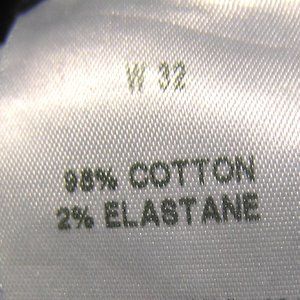 W 32
98% COTTON
2% ELASTANE